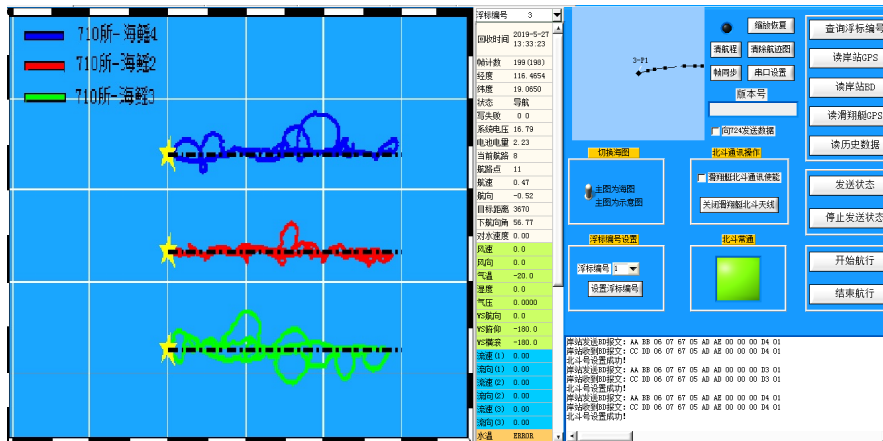 710所-海鳐4
710所-海鳐2
710所-海鳐3
浮标编号 3
回收时间 2019-5-27 13:33:23
帧计数 199(198)
经度 116.4654
纬度 19.0650
状态 导航
写失败 0 0
系统电压 16.79
电池电量 2.23
当前航路 8
航路点 11
航速 0.47
航向 -0.52
目标距离 3670
下航向角 56.77
对水速度 0.00
风速 0.0
风向 0.0
气温 -20.0
湿度 0.0
气压 0.0000
WS航向 0.0
WS俯仰 -180.0
WS横滚 -180.0
流速(1) 0.00
流向(1) 0.00
流速(2) 0.00
流向(2) 0.00
流速(3) 0.00
流向(3) 0.00
水温 ERROR
3-P1
缩放恢复
清航程 清除航迹图
帧同步 串口设置
版本号
向724发送数据
切换海图
主图为海图
主图为示意图
北斗通讯操作
滑翔艇北斗通讯使能
关闭滑翔艇北斗天线
浮标编号设置
浮标编号 1
设置浮标编号
北斗常通
查询浮标编号
读岸站GPS
读岸站BD
读滑翔艇GPS
读历史数据
发送状态
停止发送状态
开始航行
结束航行
岸站发送BD报文: AA BB 06 07 67 05 AD AE 00 00 00 D4 01
岸站收到BD报文: CC DD 06 07 67 05 AD AE 00 00 00 D4 01
北斗号设置成功!
岸站发送BD报文: AA BB 06 07 67 05 AD AD 00 00 00 D3 01
岸站收到BD报文: CC DD 06 07 67 05 AD AD 00 00 00 D3 01
北斗号设置成功!
岸站发送BD报文: AA BB 06 07 67 05 AD AE 00 00 00 D4 01
岸站收到BD报文: CC DD 06 07 67 05 AD AE 00 00 00 D4 01
北斗号设置成功!